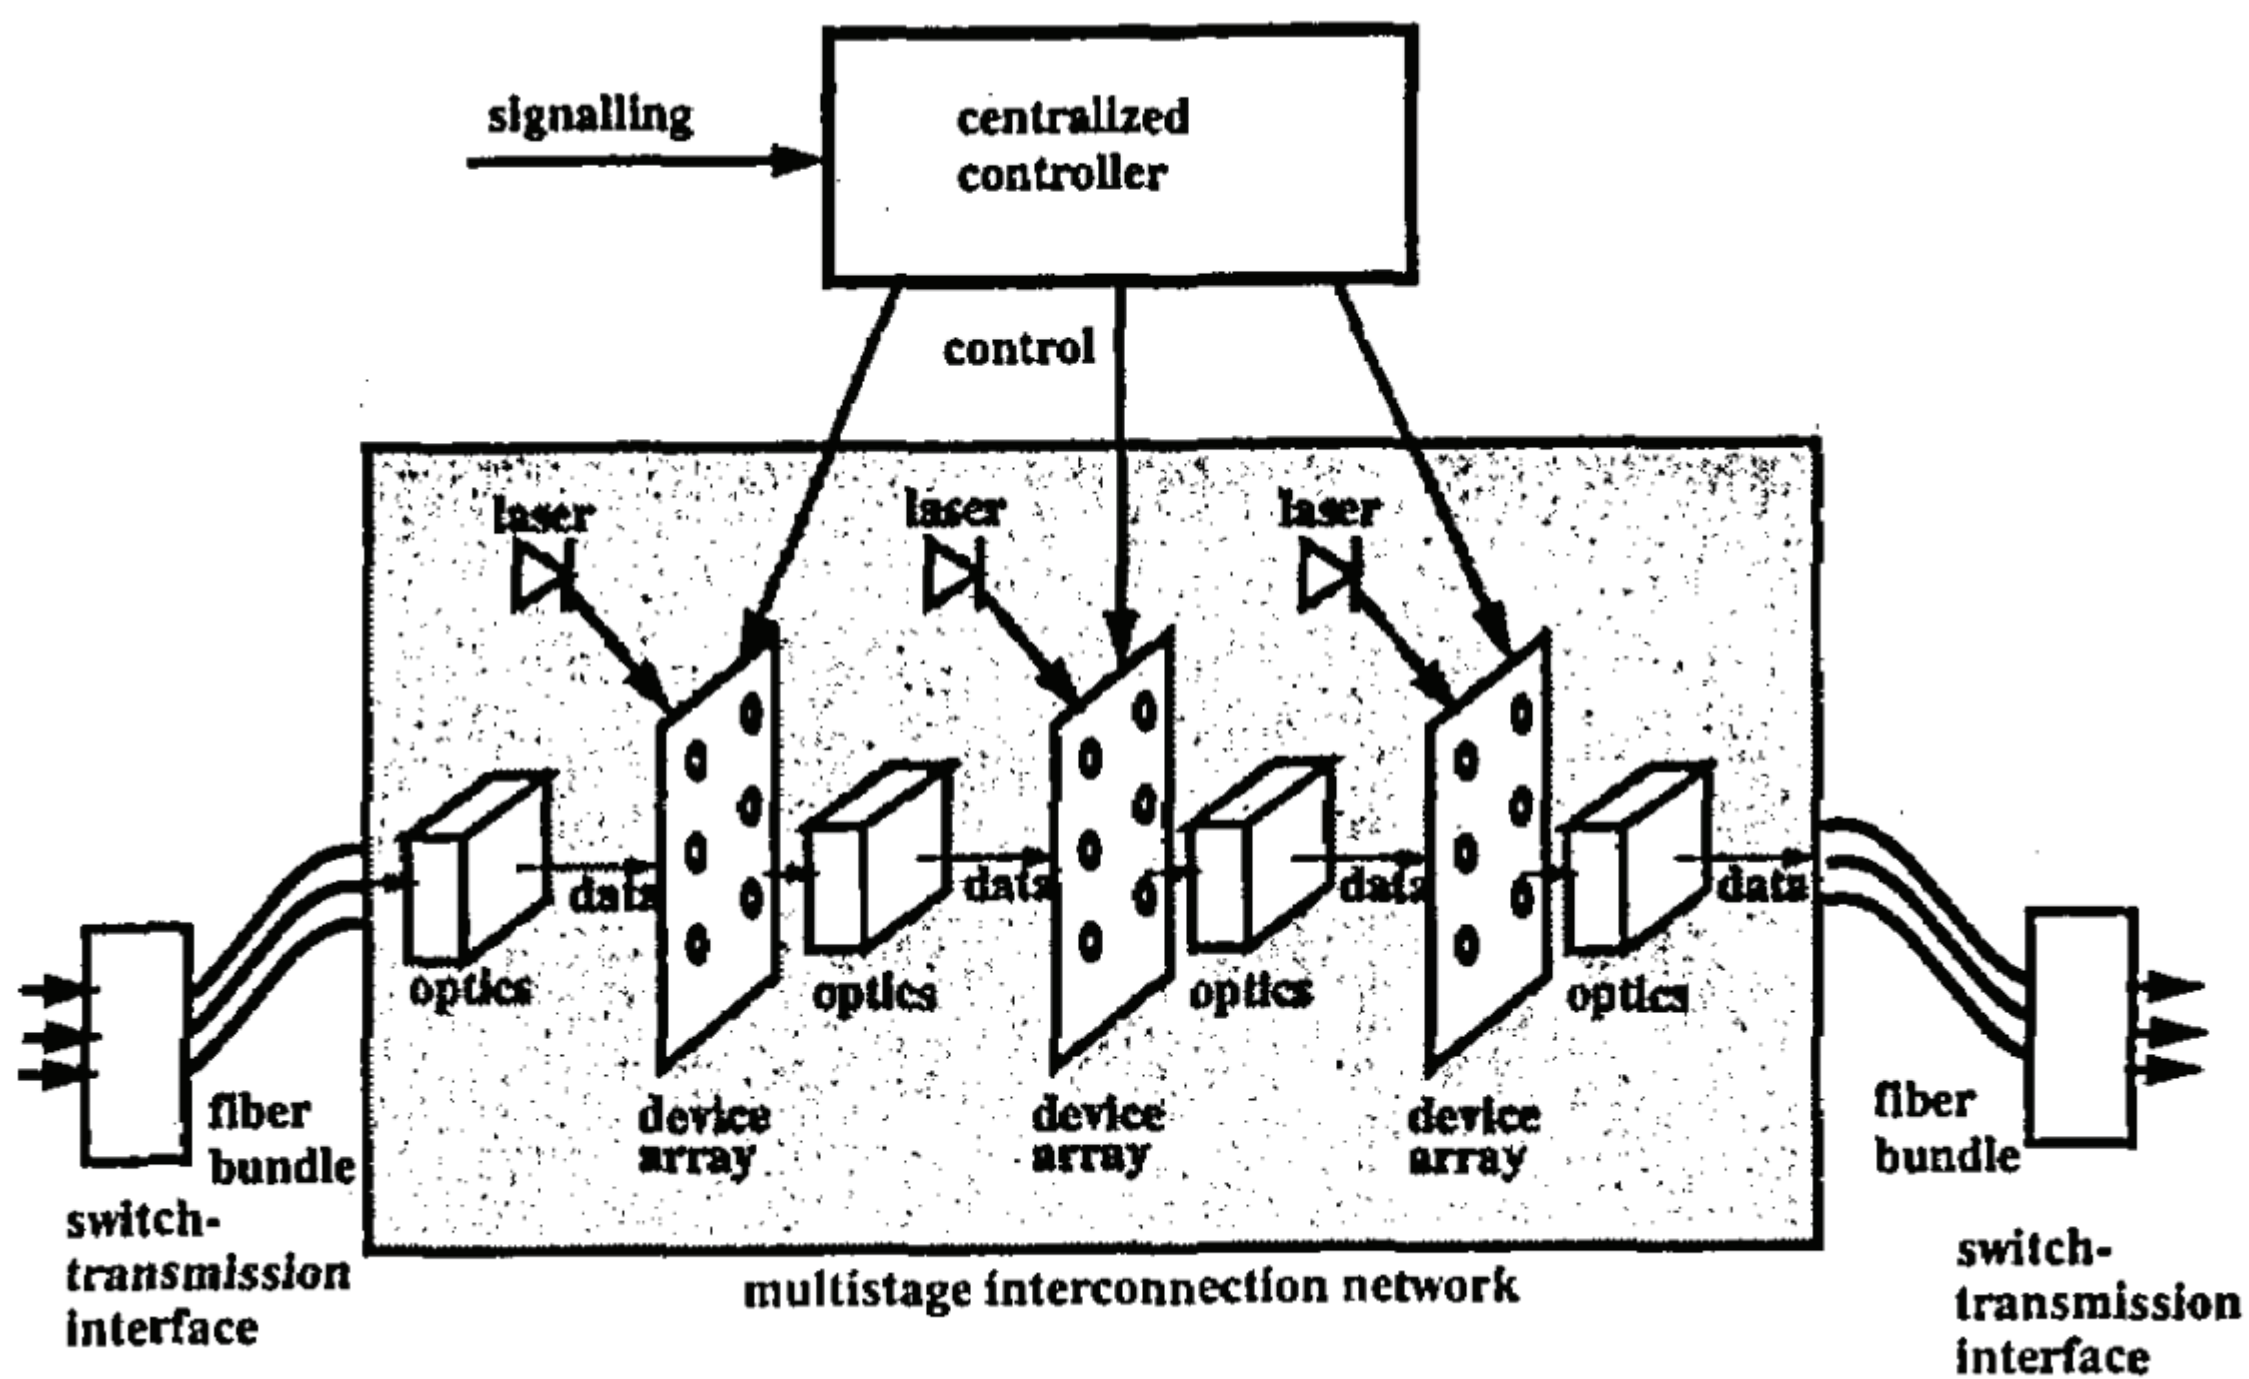 signalling
centralized
controller
control
laser
laser
laser
data
data
data
data
optics
optics
optics
optics
device
array
device
array
device
array
fiber
bundle
fiber
bundle
switch-
transmission
interface
multistage interconnection network
switch-
transmission
interface